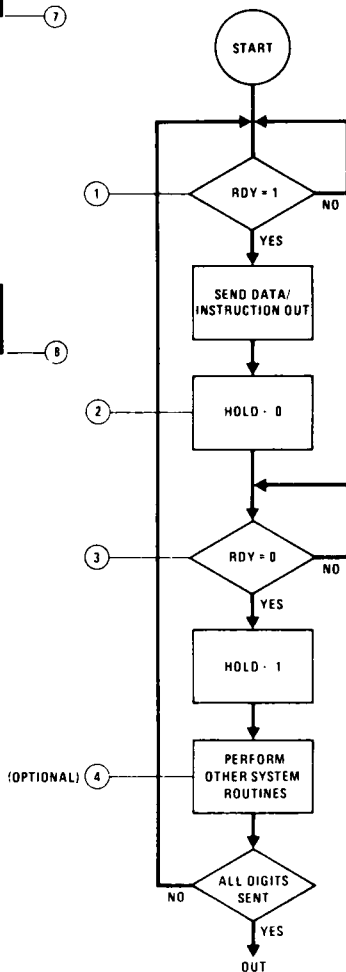 7
START
1
RDY = 1
NO
YES
SEND DATA/
INSTRUCTION OUT
8
2
HOLD - 0
3
RDY = 0
NO
YES
HOLD - 1
(OPTIONAL)
4
PERFORM
OTHER SYSTEM
ROUTINES
ALL DIGITS
SENT
NO
YES
OUT